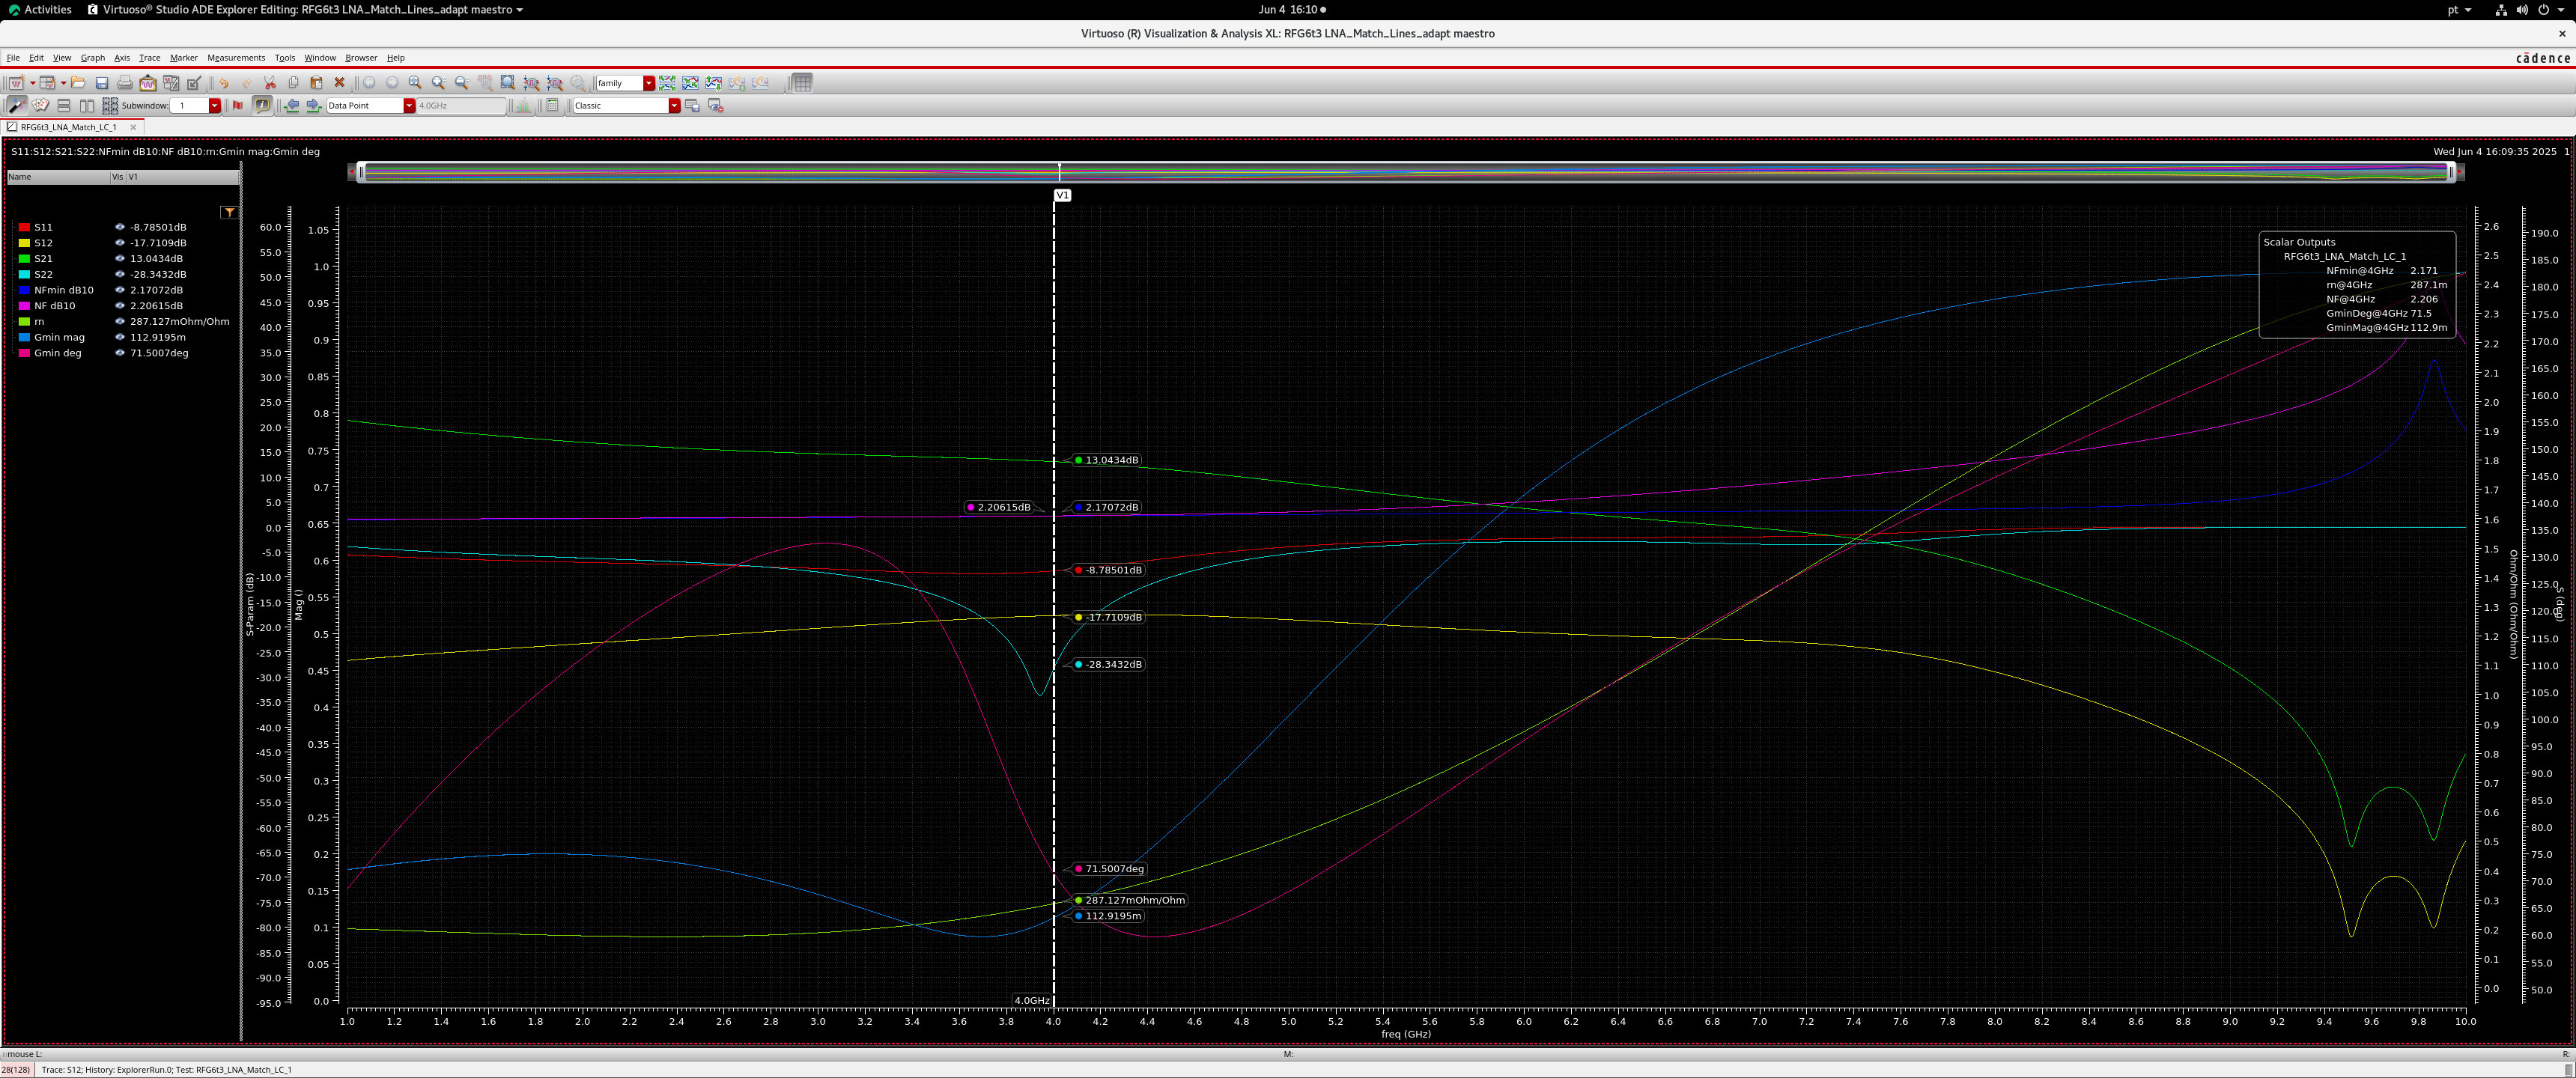 Activities Virtuoso® Studio ADE Explorer Editing: RFG6t3 LNA_Match_Lines_adapt maestro Jun 4 16:10 pt
Virtuoso (R) Visualization & Analysis XL: RFG6t3 LNA_Match_Lines_adapt maestro
File Edit View Graph Axis Trace Marker Measurements Tools Window Browser Help cādence
family
Subwindow: 1 Data Point 4.0GHz Classic
RFG6t3_LNA_Match_LC_1
S11:S12:S21:S22:NFmin dB10:NF dB10:rn:Gmin mag:Gmin deg Wed Jun 4 16:09:35 2025 1
Name Vis V1
S11 -8.78501dB
S12 -17.7109dB
S21 13.0434dB
S22 -28.3432dB
NFmin dB10 2.17072dB
NF dB10 2.20615dB
rn 287.127mOhm/Ohm
Gmin mag 112.9195m
Gmin deg 71.5007deg
S-Param (dB)
60.0
55.0
50.0
45.0
40.0
35.0
30.0
25.0
20.0
15.0
10.0
5.0
0.0
-5.0
-10.0
-15.0
-20.0
-25.0
-30.0
-35.0
-40.0
-45.0
-50.0
-55.0
-60.0
-65.0
-70.0
-75.0
-80.0
-85.0
-90.0
-95.0
Mag ()
1.05
1.0
0.95
0.9
0.85
0.8
0.75
0.7
0.65
0.6
0.55
0.5
0.45
0.4
0.35
0.3
0.25
0.2
0.15
0.1
0.05
0.0
V1
13.0434dB
2.20615dB 2.17072dB
-8.78501dB
-17.7109dB
-28.3432dB
71.5007deg
287.127mOhm/Ohm
112.9195m
4.0GHz
Scalar Outputs
RFG6t3_LNA_Match_LC_1
NFmin@4GHz 2.171
rn@4GHz 287.1m
NF@4GHz 2.206
GminDeg@4GHz 71.5
GminMag@4GHz 112.9m
2.6
2.5
2.4
2.3
2.2
2.1
2.0
1.9
1.8
1.7
1.6
1.5
1.4
1.3
1.2
1.1
1.0
0.9
0.8
0.7
0.6
0.5
0.4
0.3
0.2
0.1
0.0
Ohm/Ohm (Ohm/Ohm)
190.0
185.0
180.0
175.0
170.0
165.0
160.0
155.0
150.0
145.0
140.0
135.0
130.0
125.0
120.0
115.0
110.0
105.0
100.0
95.0
90.0
85.0
80.0
75.0
70.0
65.0
60.0
55.0
50.0
S (deg)
1.0 1.2 1.4 1.6 1.8 2.0 2.2 2.4 2.6 2.8 3.0 3.2 3.4 3.6 3.8 4.0 4.2 4.4 4.6 4.8 5.0 5.2 5.4 5.6 5.8 6.0 6.2 6.4 6.6 6.8 7.0 7.2 7.4 7.6 7.8 8.0 8.2 8.4 8.6 8.8 9.0 9.2 9.4 9.6 9.8 10.0
freq (GHz)
mouse L: M: R:
28(128) Trace: S12; History: ExplorerRun.0; Test: RFG6t3_LNA_Match_LC_1